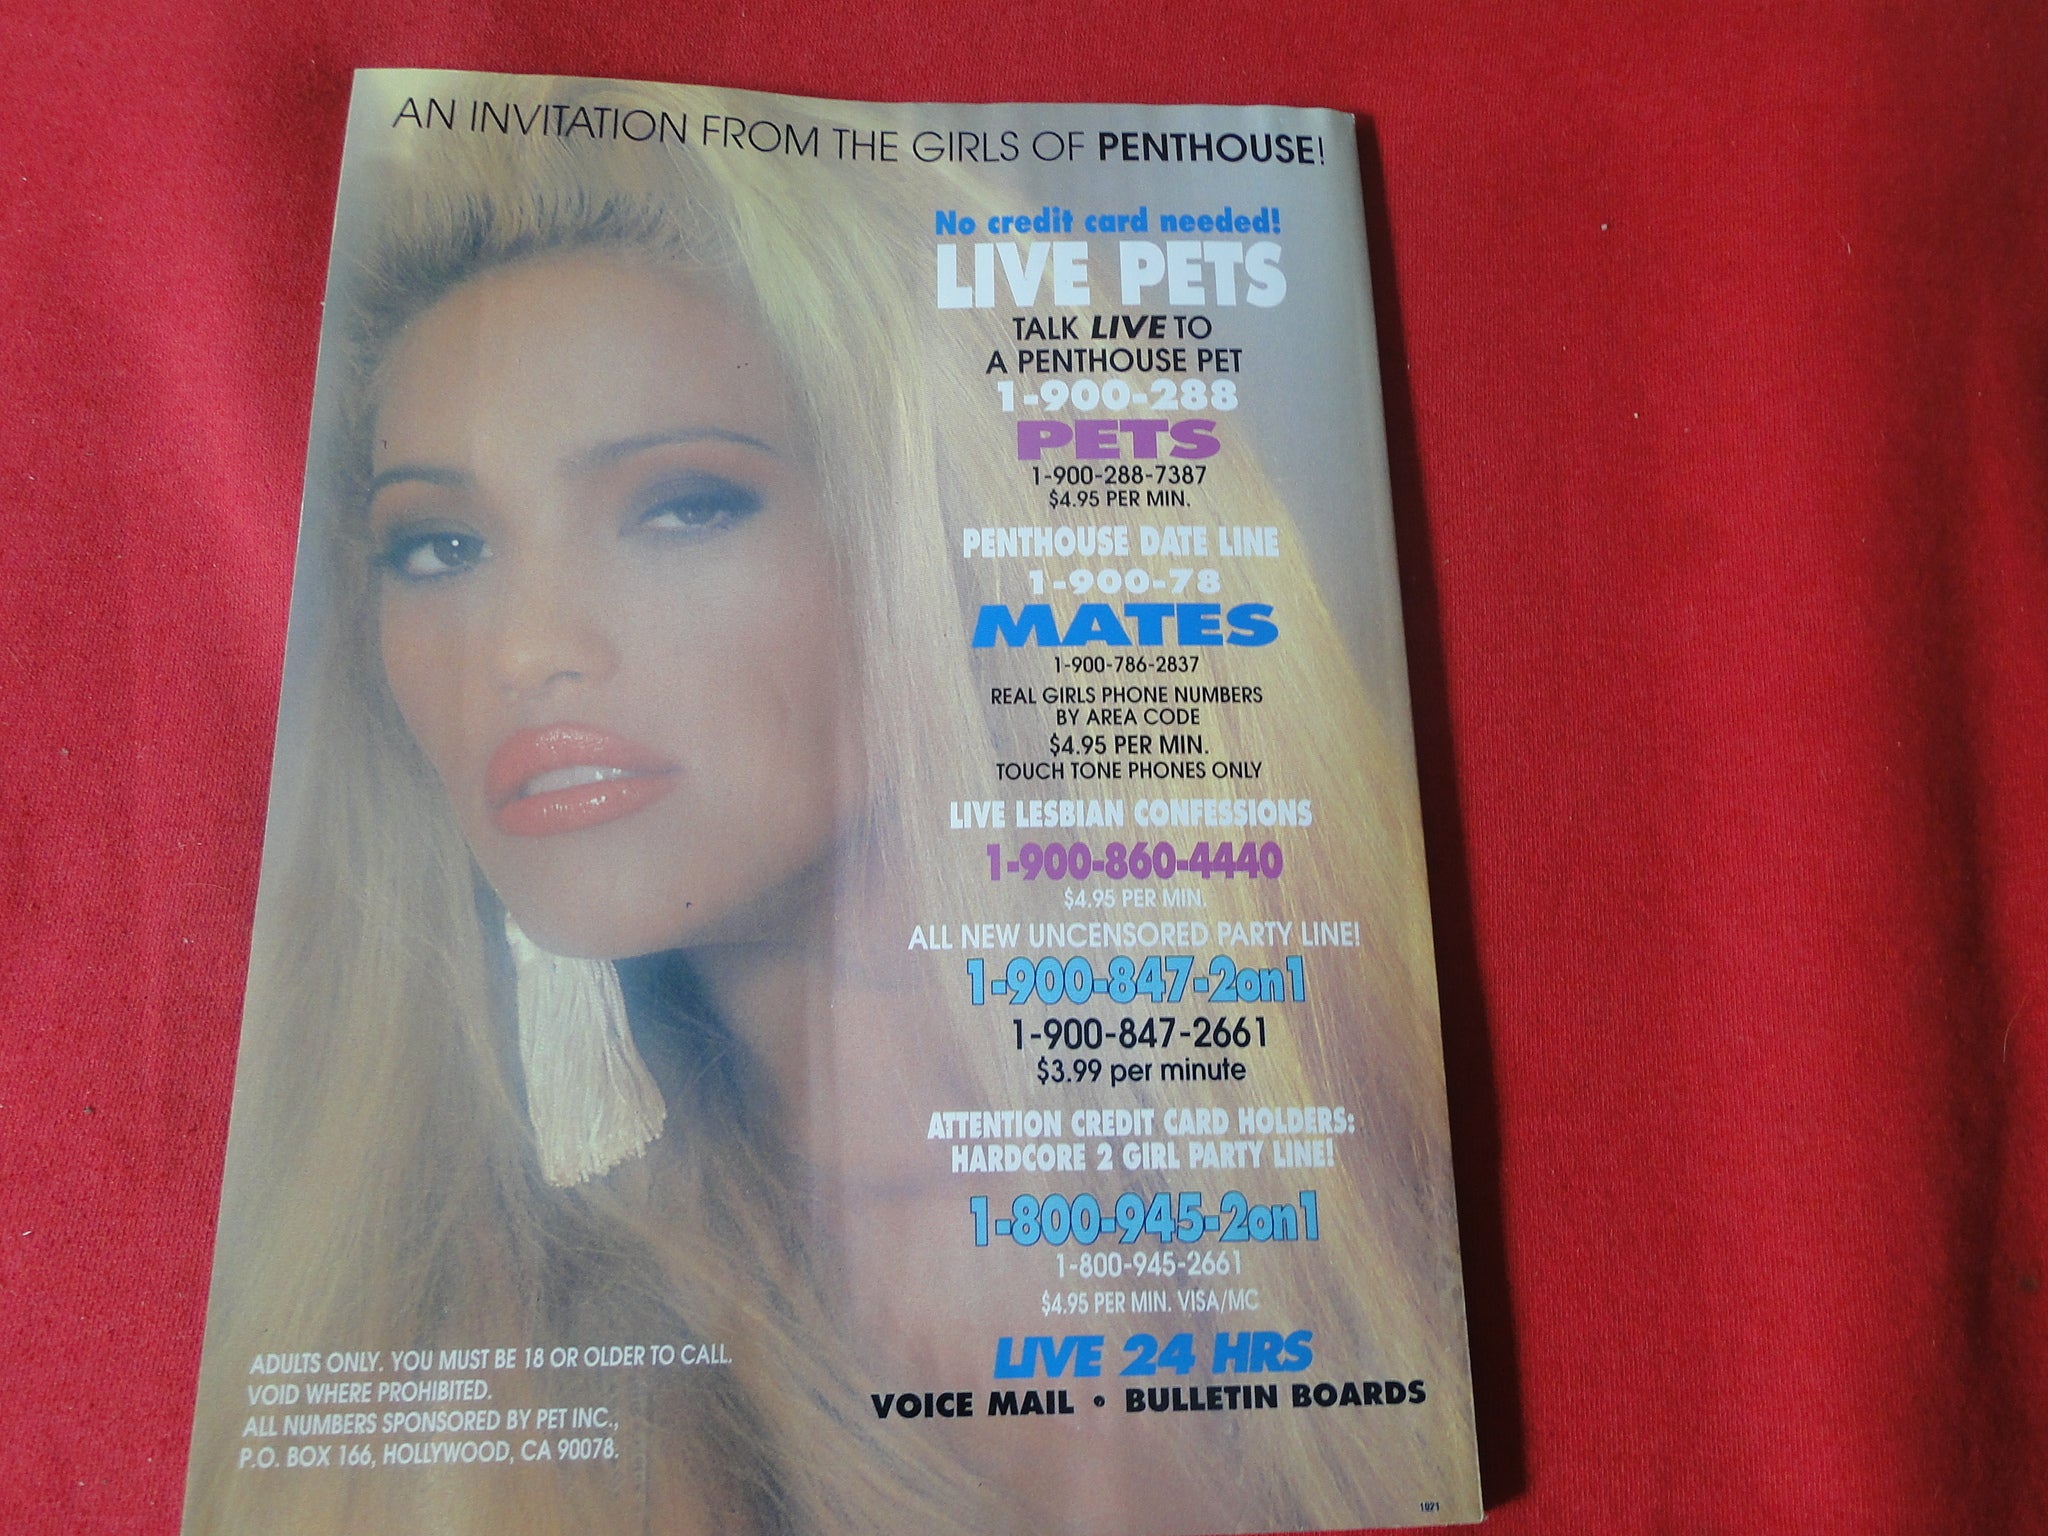 AN INVITATION FROM THE GIRLS OF PENTHOUSE!
No credit card needed!
LIVE PETS
TALK LIVE TO
A PENTHOUSE PET
1-900-288
PETS
1-900-288-7387
$4.95 PER MIN.
PENTHOUSE DATE LINE
1-900-78
MATES
1-900-786-2837
REAL GIRLS PHONE NUMBERS
BY AREA CODE
$4.95 PER MIN.
TOUCH TONE PHONES ONLY
LIVE LESBIAN CONFESSIONS
1-900-860-4440
$4.95 PER MIN.
ALL NEW UNCENSORED PARTY LINE!
1-900-847-2on1
1-900-847-2661
$3.99 per minute
ATTENTION CREDIT CARD HOLDERS:
HARDCORE 2 GIRL PARTY LINE!
1-800-945-2on1
1-800-945-2661
$4.95 PER MIN. VISA/MC
LIVE 24 HRS
VOICE MAIL • BULLETIN BOARDS
ADULTS ONLY. YOU MUST BE 18 OR OLDER TO CALL.
VOID WHERE PROHIBITED.
ALL NUMBERS SPONSORED BY PET INC.,
P.O. BOX 166, HOLLYWOOD, CA 90078.
1921